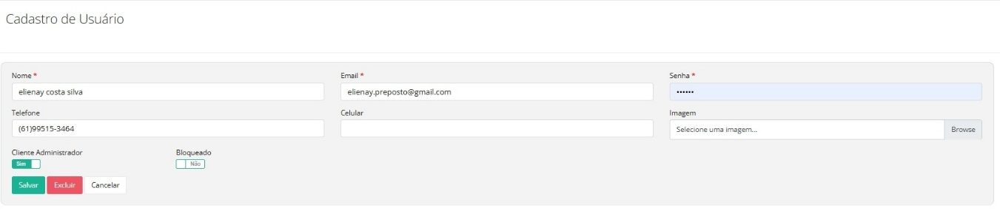 Cadastro de Usuário
Nome * Email * Senha *
elienay costa silva elienay.preposto@gmail.com ••••••
Telefone Celular Imagem
(61)99515-3464 Selecione uma imagem... Browse
Cliente Administrador Bloqueado
Sim Não
Salvar Excluir Cancelar